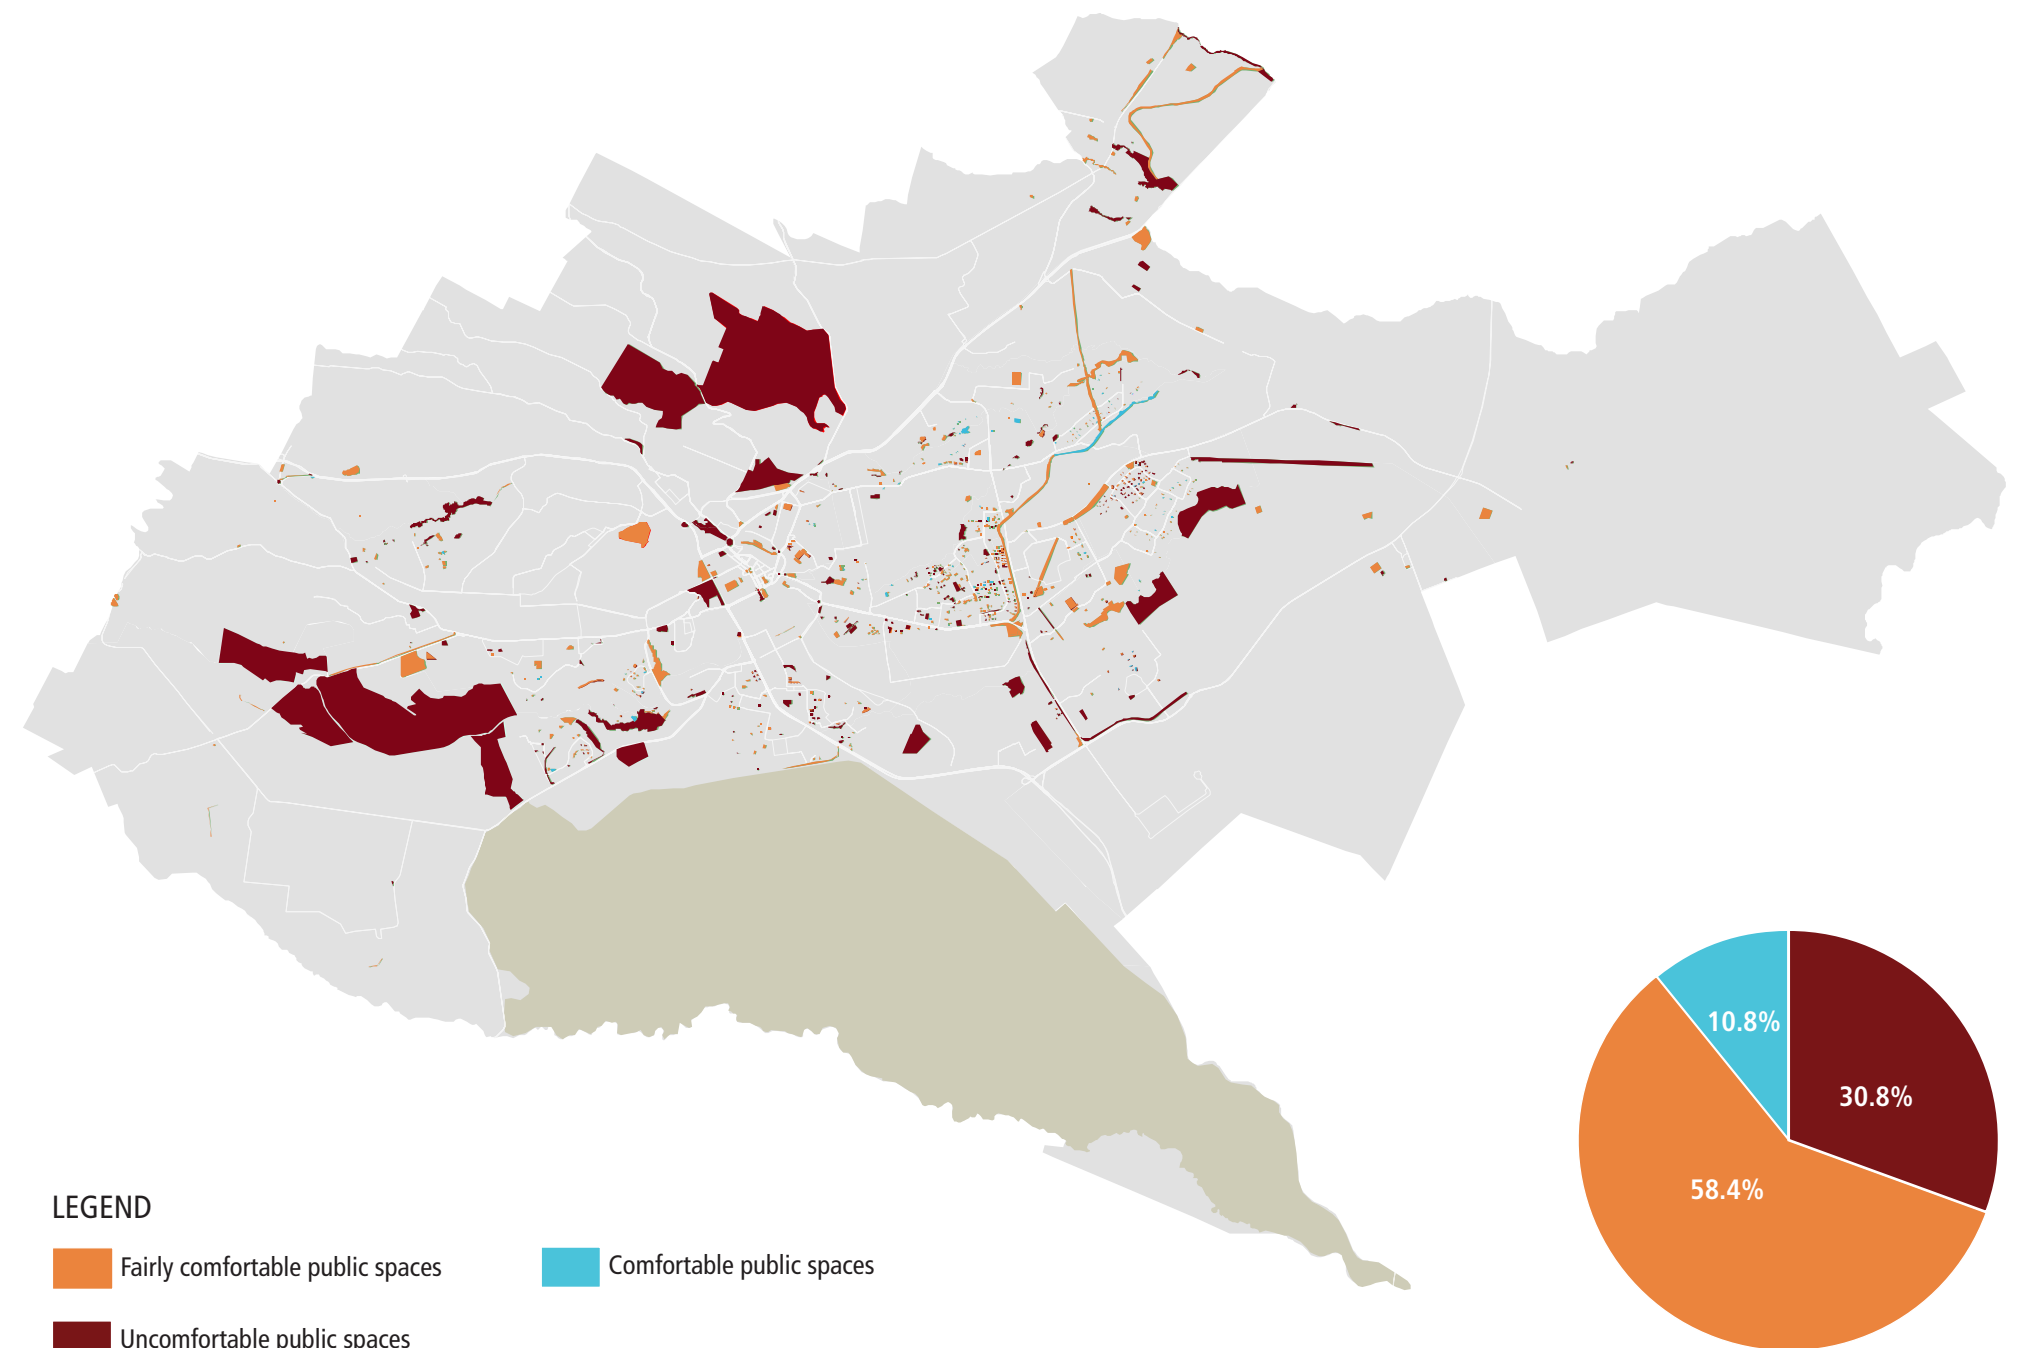 10.8%
30.8%
58.4%
LEGEND
Fairly comfortable public spaces
Comfortable public spaces
Uncomfortable public spaces